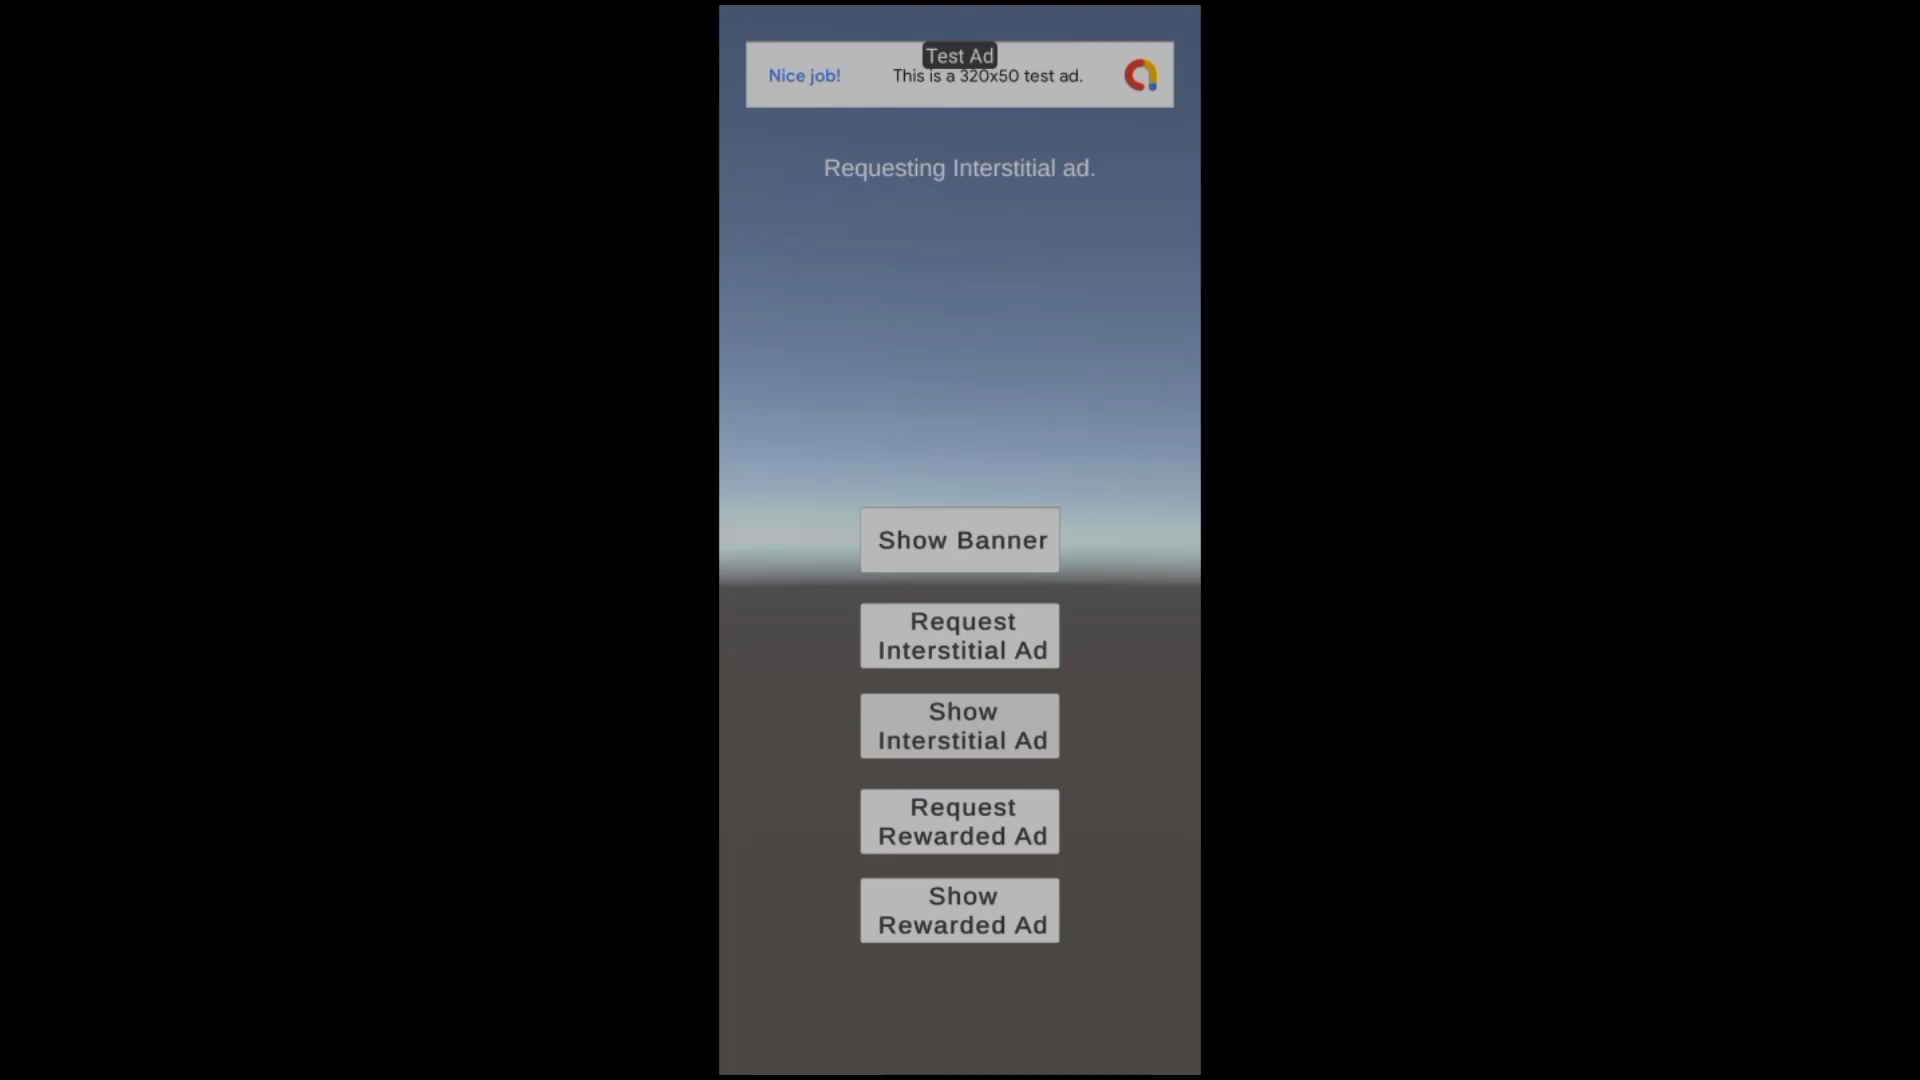 Test Ad
Nice job!
This is a 320x50 test ad.
Requesting Interstitial ad.
Show Banner
Request
Interstitial Ad
Show
Interstitial Ad
Request
Rewarded Ad
Show
Rewarded Ad